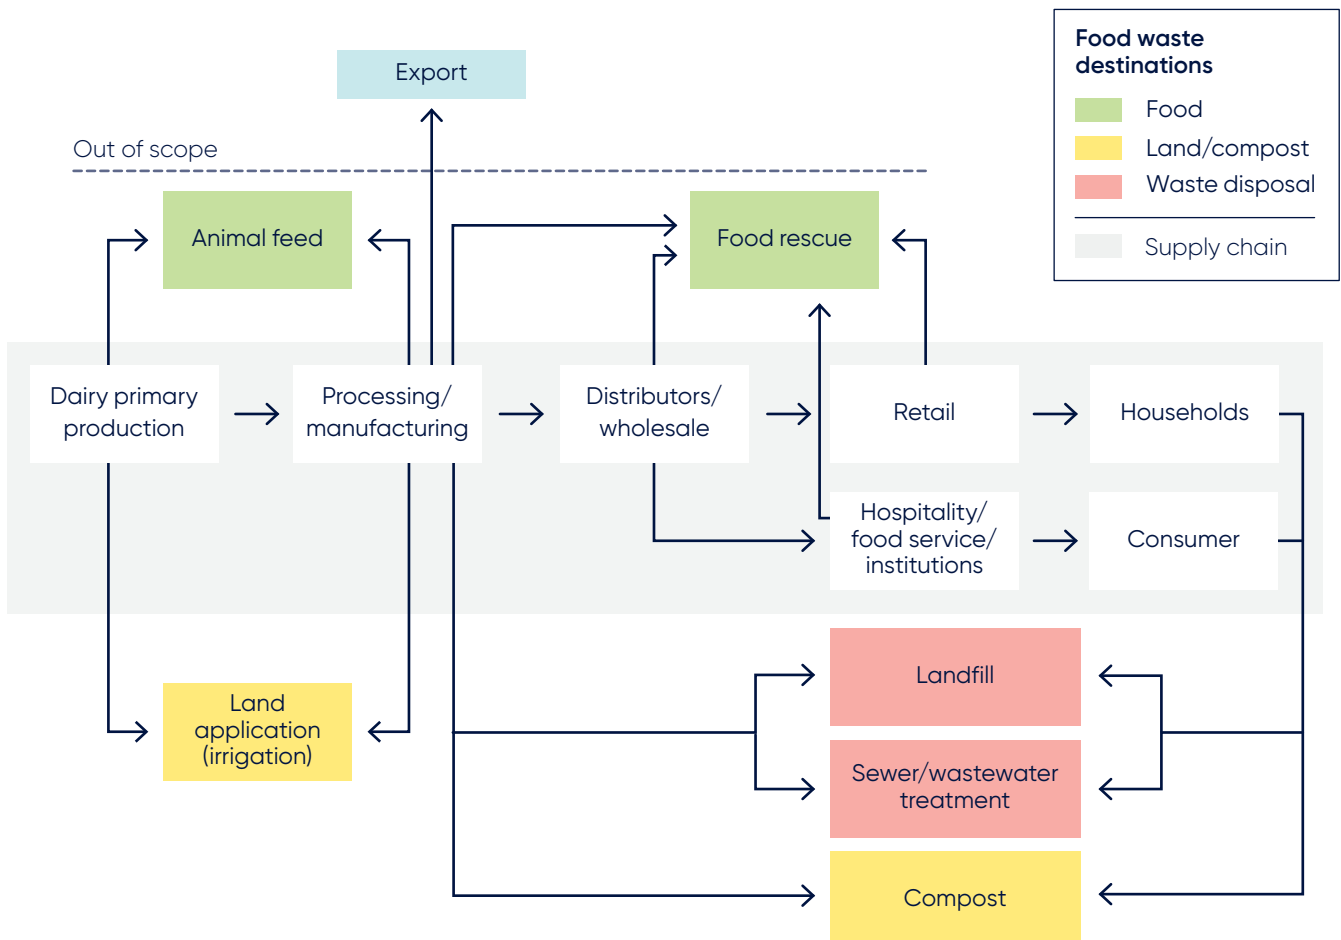 Food waste
destinations
Food
Land/compost
Waste disposal
Supply chain
Export
Out of scope
Animal feed
Food rescue
Dairy primary
production
Processing/
manufacturing
Distributors/
wholesale
Retail
Households
Hospitality/
food service/
institutions
Consumer
Land
application
(irrigation)
Landfill
Sewer/wastewater
treatment
Compost